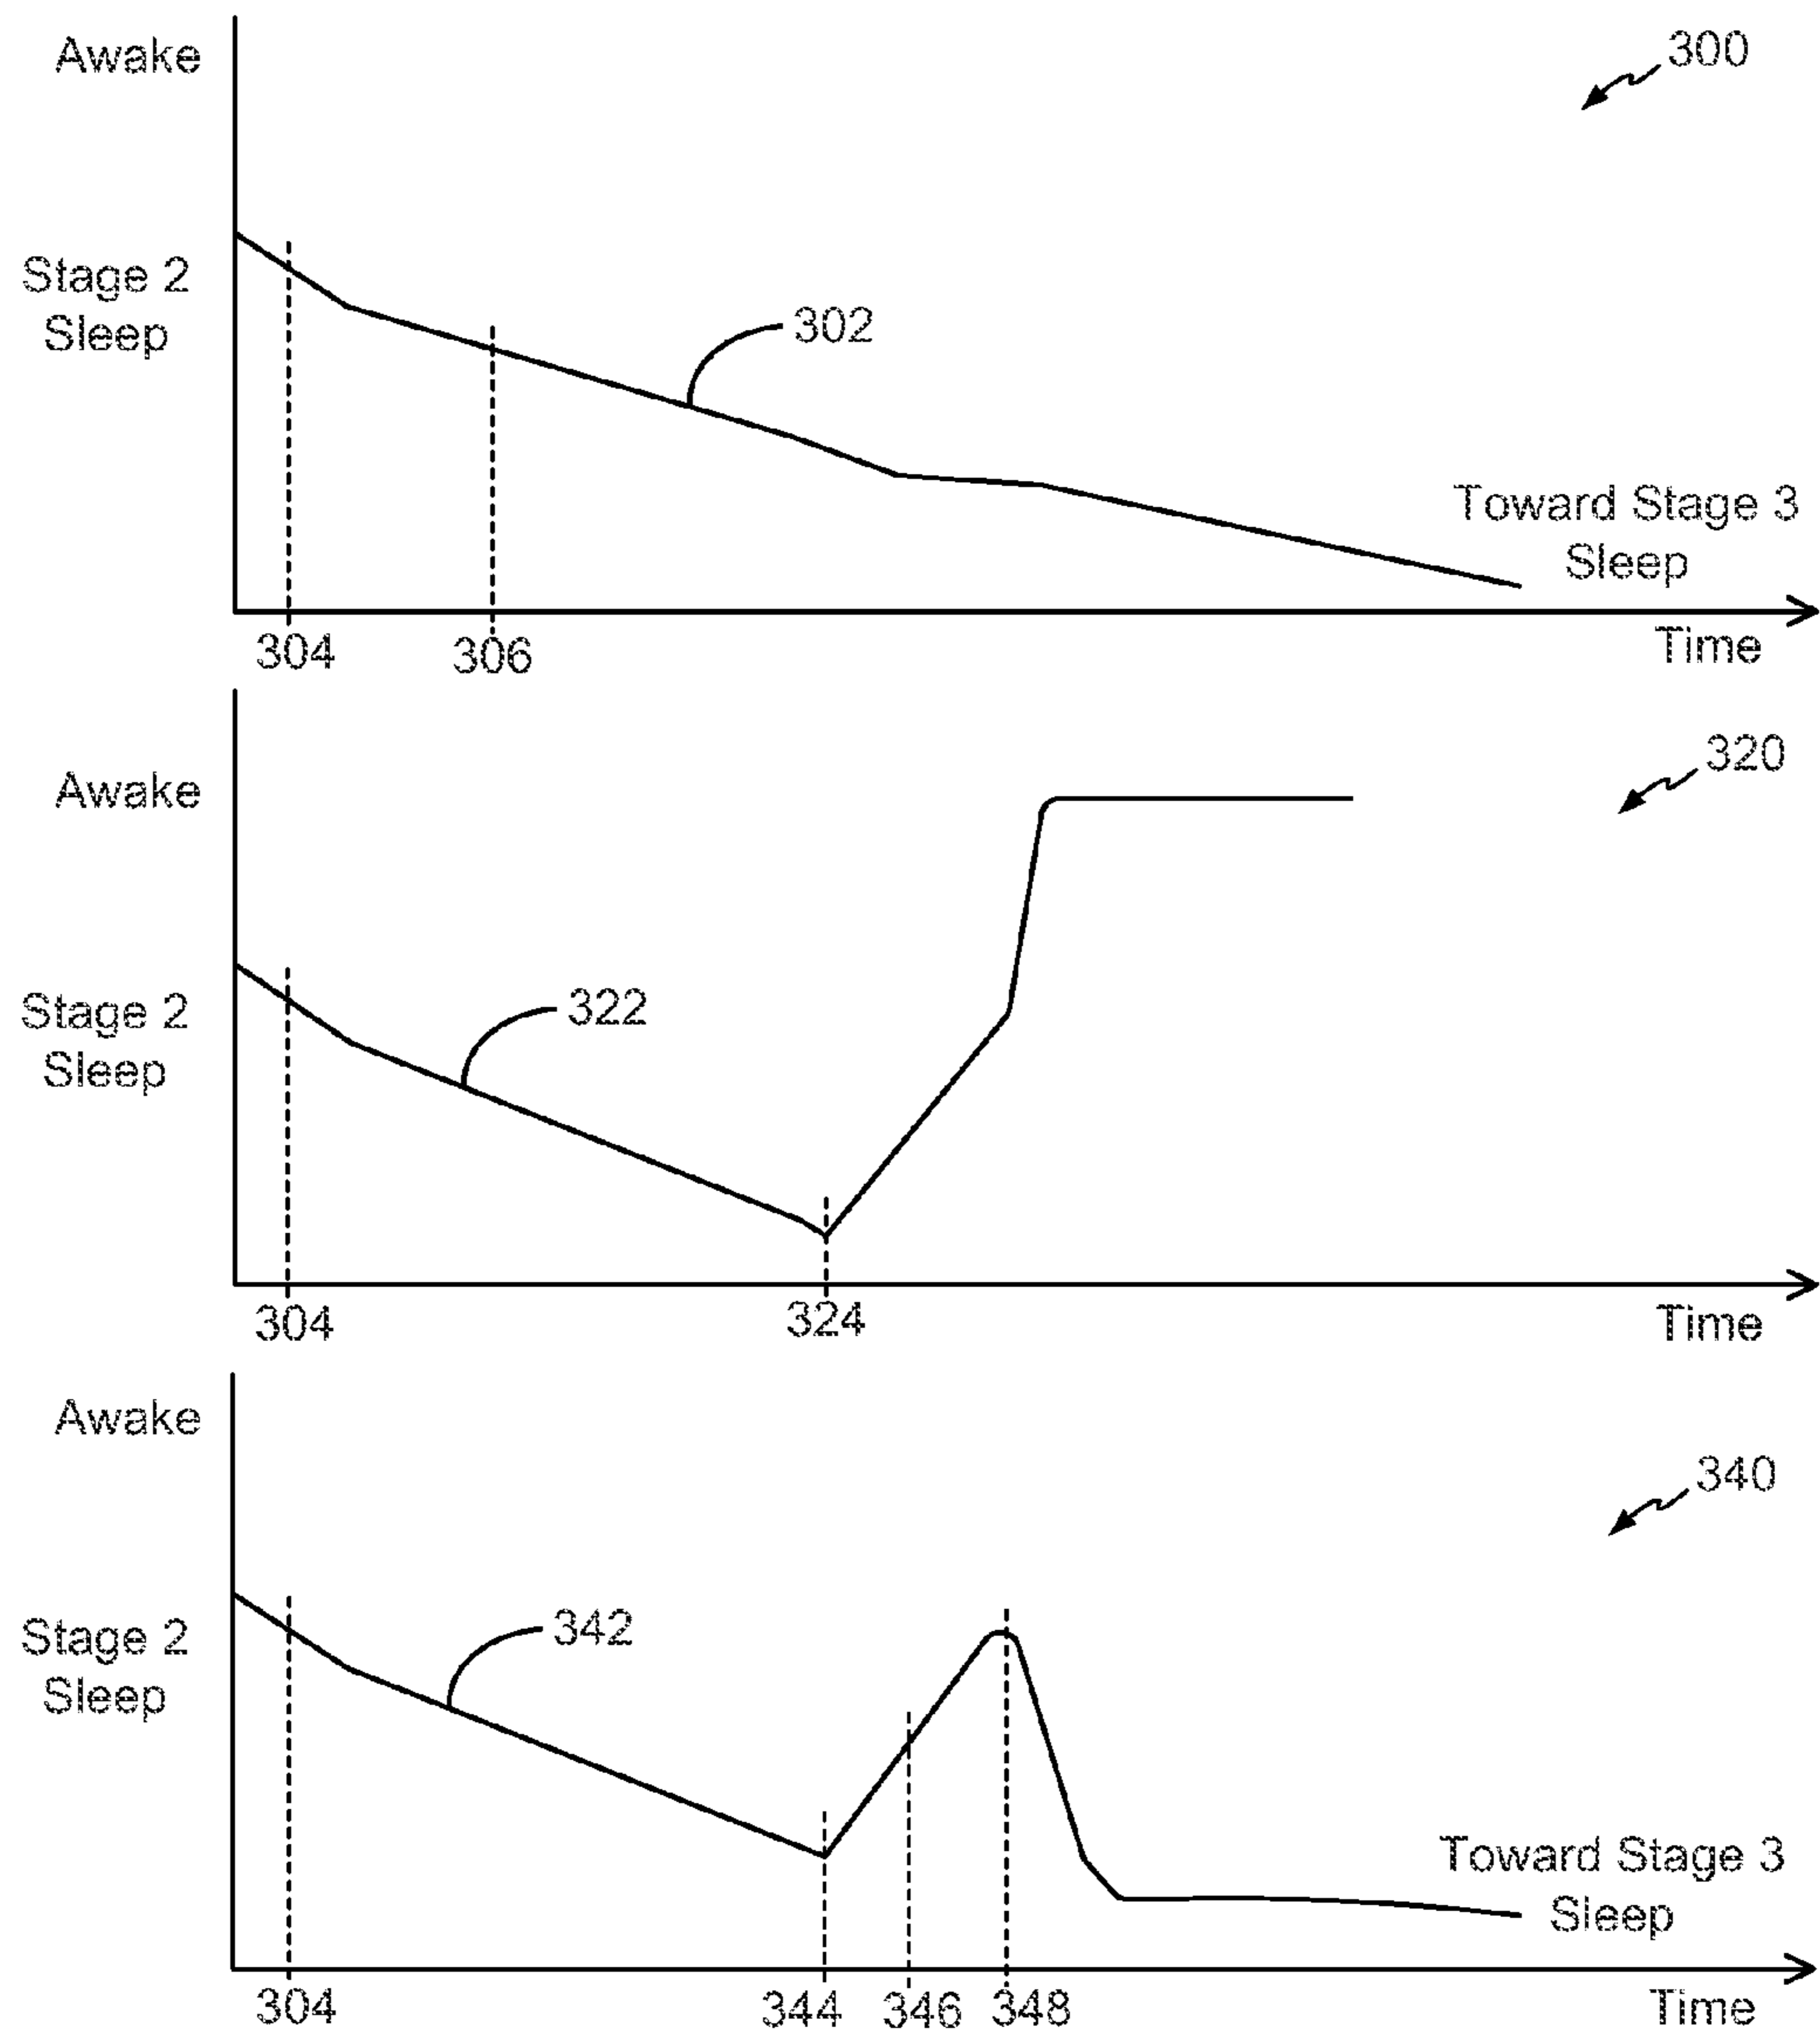 Awake
300
Stage 2
Sleep
302
Toward Stage 3
Sleep
304
306
Time
Awake
320
Stage 2
Sleep
322
304
324
Time
Awake
340
Stage 2
Sleep
342
Toward Stage 3
Sleep
304
344
346
348
Time